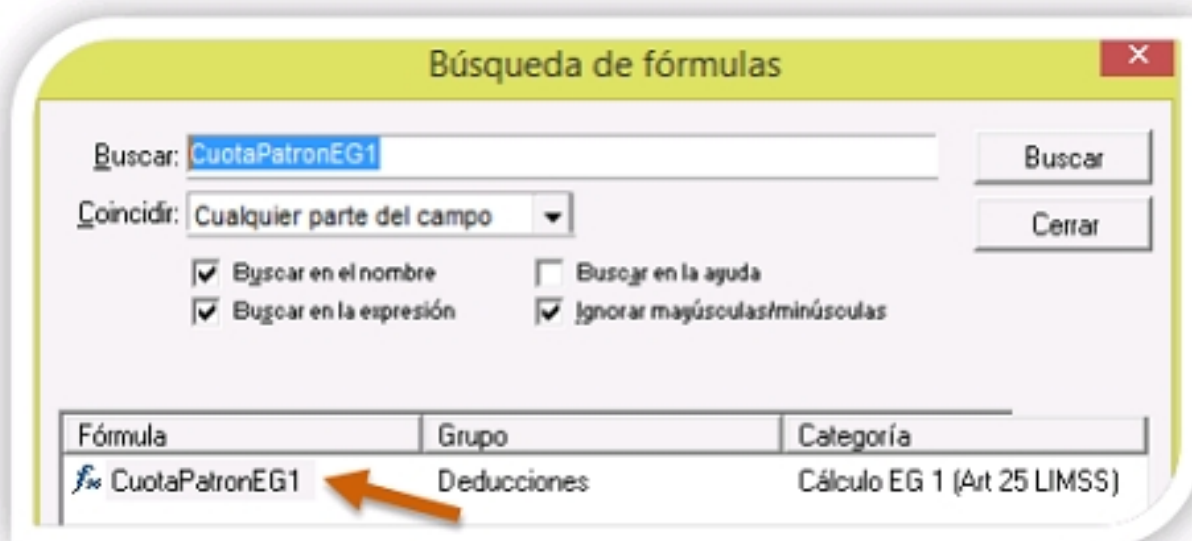 Búsqueda de fórmulas
Buscar: CuotaPatronEG1 Buscar
Coincidir: Cualquier parte del campo Cerrar
Buscar en el nombre Buscar en la ayuda
Buscar en la expresión Ignorar mayúsculas/minúsculas
Fórmula Grupo Categoría
CuotaPatronEG1 Deducciones Cálculo EG 1 (Art 25 LIMSS)